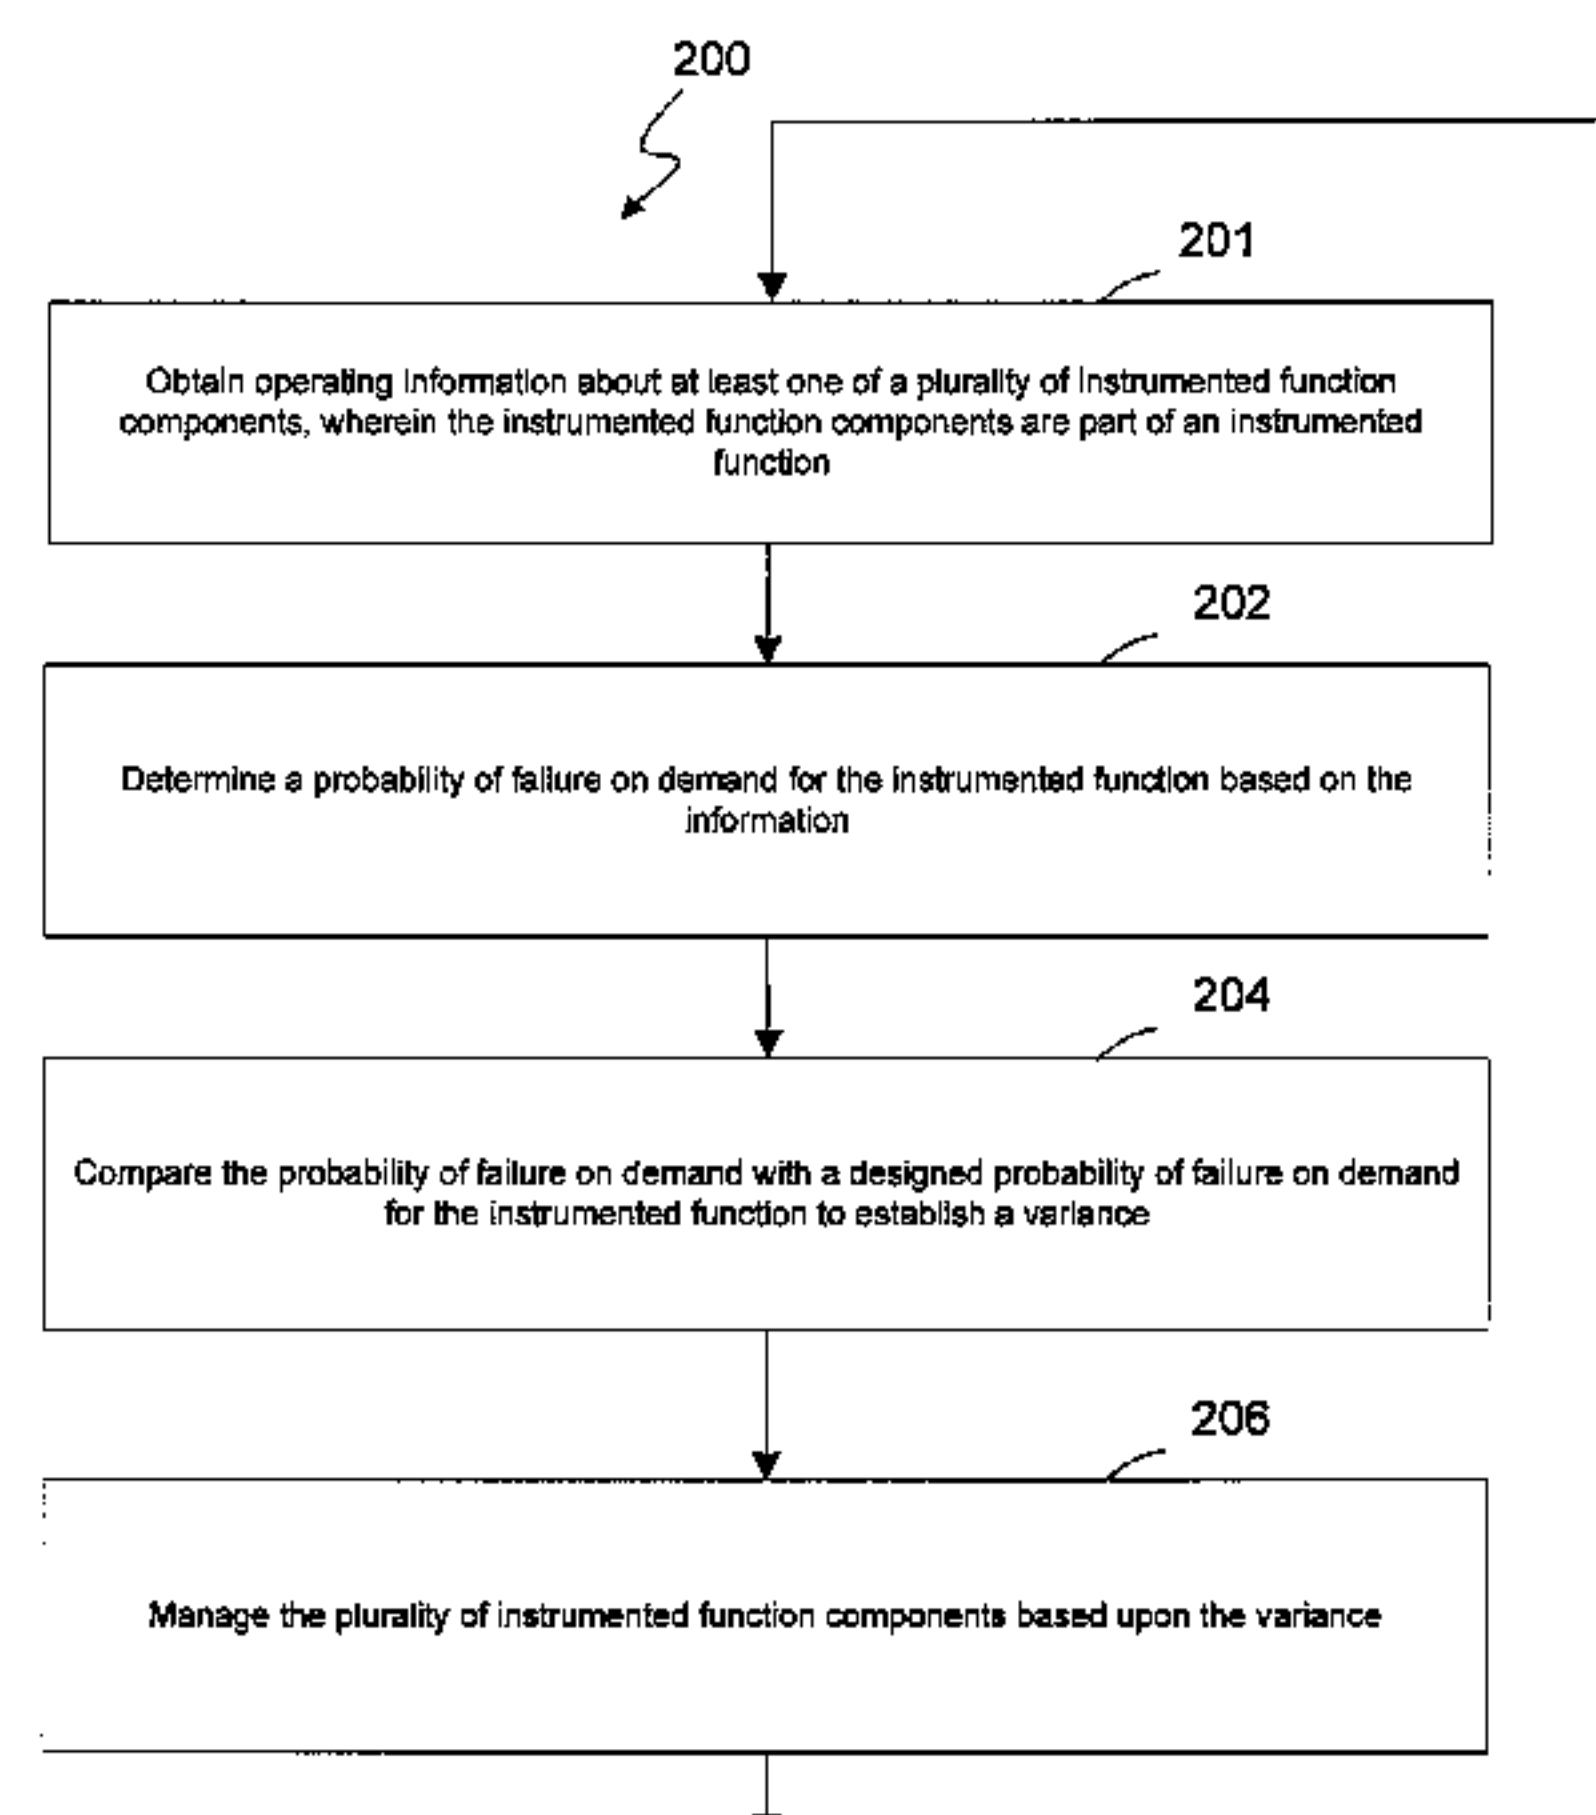 200
201
Obtain operating information about at least one of a plurality of instrumented function
components, wherein the instrumented function components are part of an instrumented
function
202
Determine a probability of failure on demand for the instrumented function based on the
information
204
Compare the probability of failure on demand with a designed probability of failure on demand
for the instrumented function to establish a variance
206
Manage the plurality of instrumented function components based upon the variance